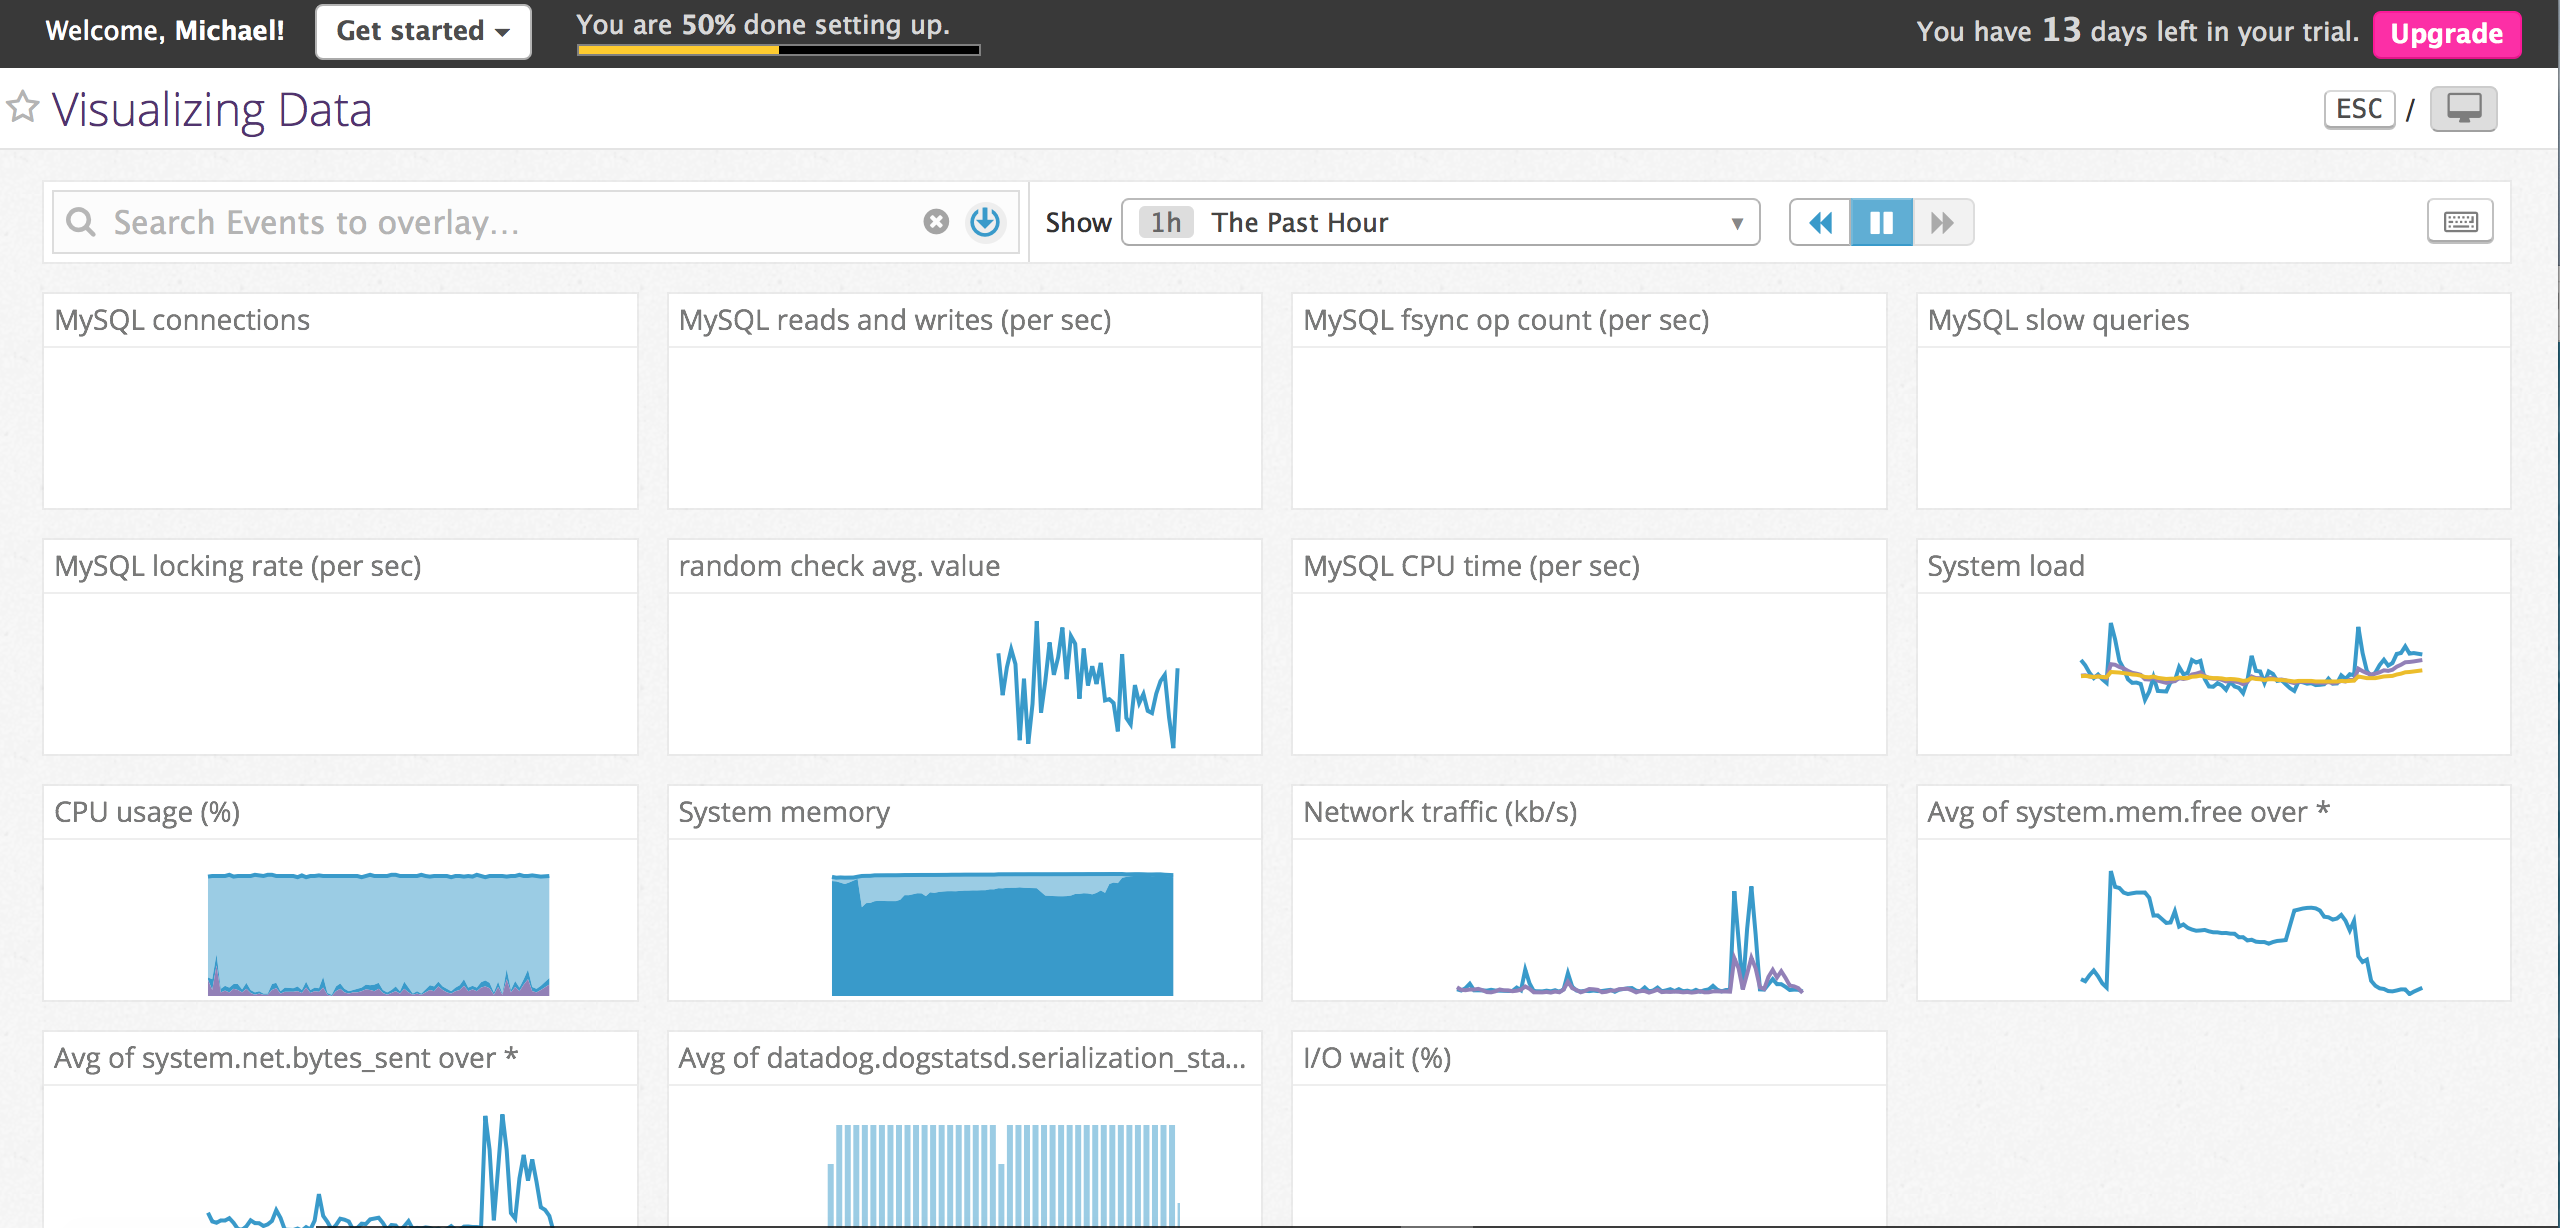 Welcome, Michael!
Get started
You are 50% done setting up.
You have 13 days left in your trial.
Upgrade
Visualizing Data
ESC /
Search Events to overlay...
Show
1h The Past Hour
MySQL connections
MySQL reads and writes (per sec)
MySQL fsync op count (per sec)
MySQL slow queries
MySQL locking rate (per sec)
random check avg. value
MySQL CPU time (per sec)
System load
CPU usage (%)
System memory
Network traffic (kb/s)
Avg of system.mem.free over *
Avg of system.net.bytes_sent over *
Avg of datadog.dogstatsd.serialization_sta...
I/O wait (%)